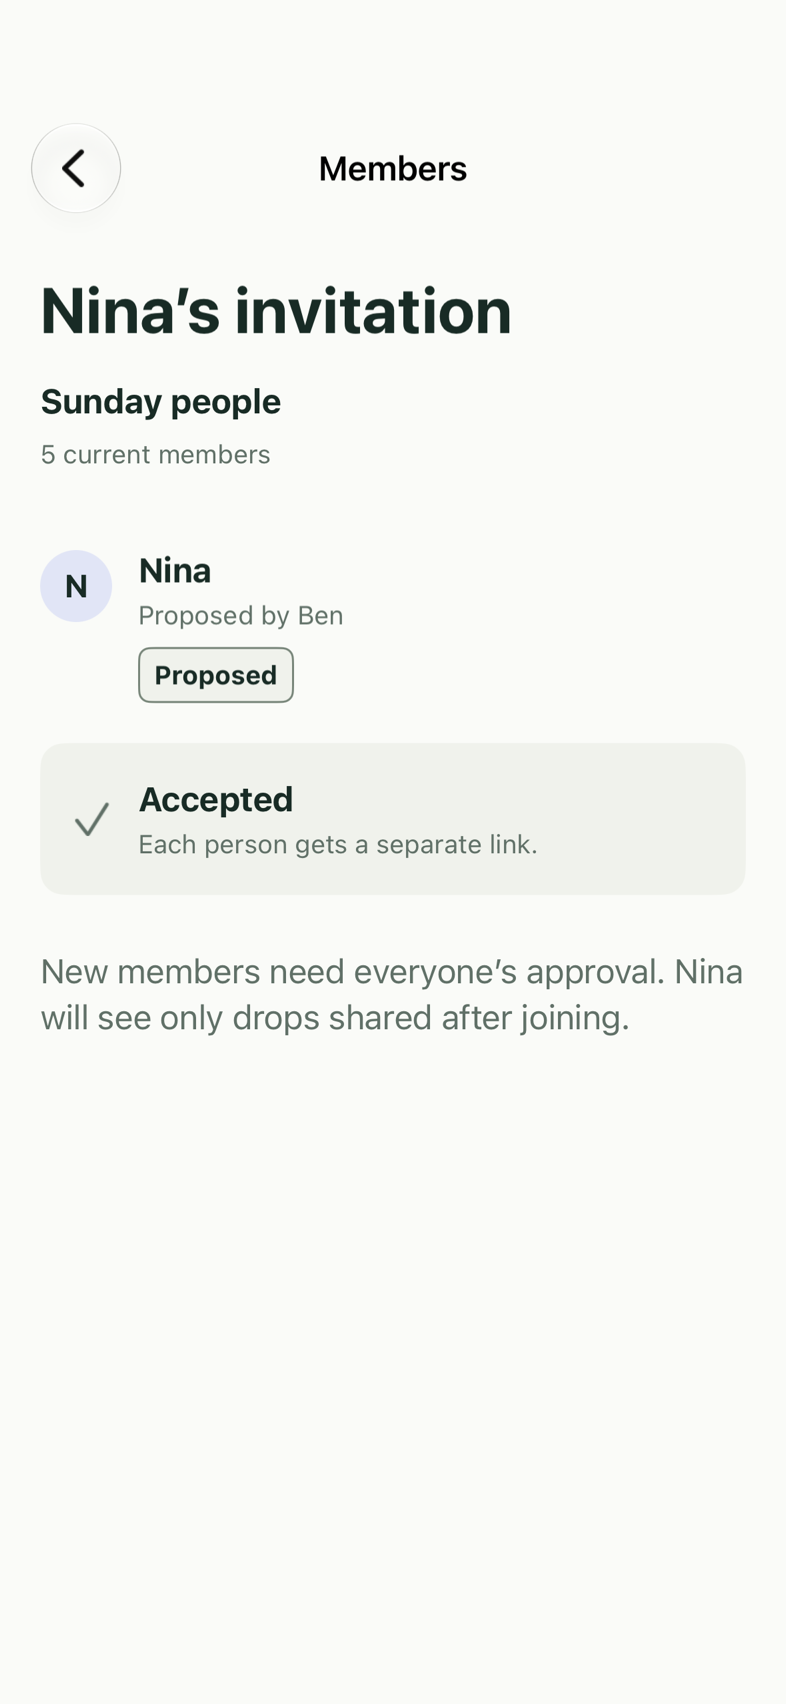 Members
Nina’s invitation
Sunday people
5 current members
N
Nina
Proposed by Ben
Proposed
Accepted
Each person gets a separate link.
New members need everyone’s approval. Nina
will see only drops shared after joining.